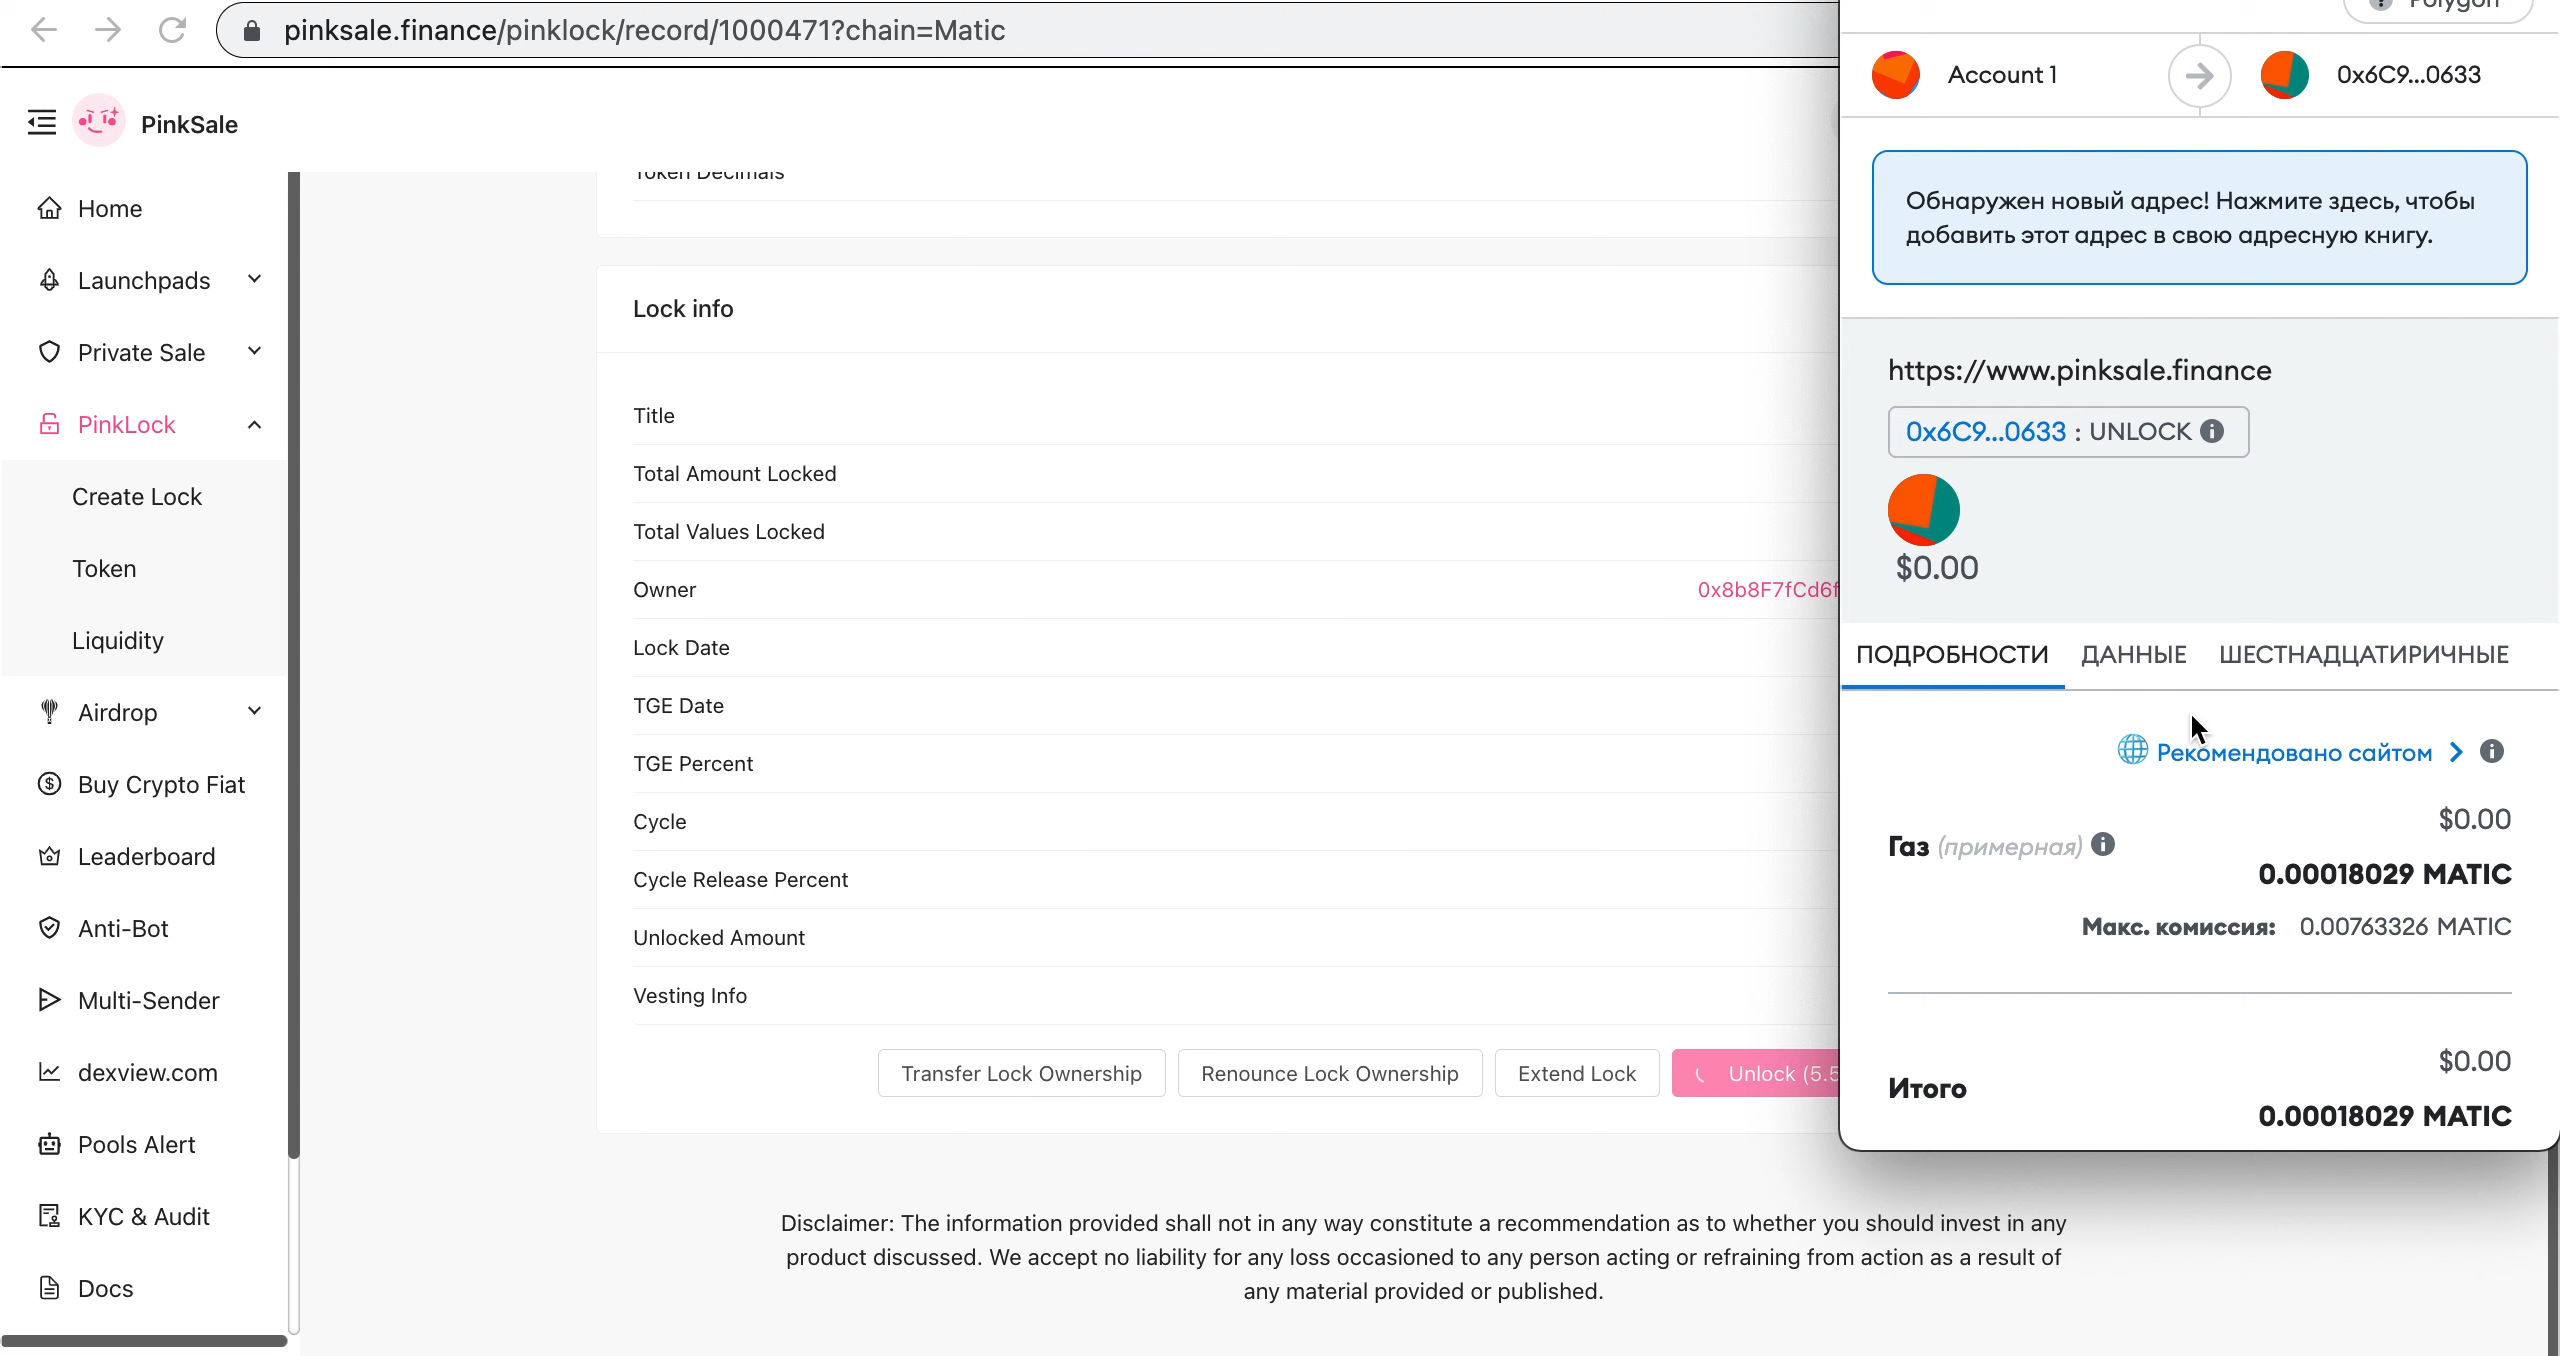 pinksale.finance/pinklock/record/1000471?chain=Matic
PinkSale
Home
Launchpads
Private Sale
PinkLock
Create Lock
Token
Liquidity
Airdrop
Buy Crypto Fiat
Leaderboard
Anti-Bot
Multi-Sender
dexview.com
Pools Alert
KYC & Audit
Docs
Token Decimals
Lock info
Title
Total Amount Locked
Total Values Locked
Owner 0x8b8F7fCd6f
Lock Date
TGE Date
TGE Percent
Cycle
Cycle Release Percent
Unlocked Amount
Vesting Info
Transfer Lock Ownership
Renounce Lock Ownership
Extend Lock
Unlock (5.5
Disclaimer: The information provided shall not in any way constitute a recommendation as to whether you should invest in any
product discussed. We accept no liability for any loss occasioned to any person acting or refraining from action as a result of
any material provided or published.
Polygon
Account 1
0x6C9...0633
Обнаружен новый адрес! Нажмите здесь, чтобы
добавить этот адрес в свою адресную книгу.
https://www.pinksale.finance
0x6C9...0633 : UNLOCK
$0.00
ПОДРОБНОСТИ ДАННЫЕ ШЕСТНАДЦАТИРИЧНЫЕ
Рекомендовано сайтом
$0.00
Газ (примерная)
0.00018029 MATIC
Макс. комиссия: 0.00763326 MATIC
$0.00
Итого
0.00018029 MATIC